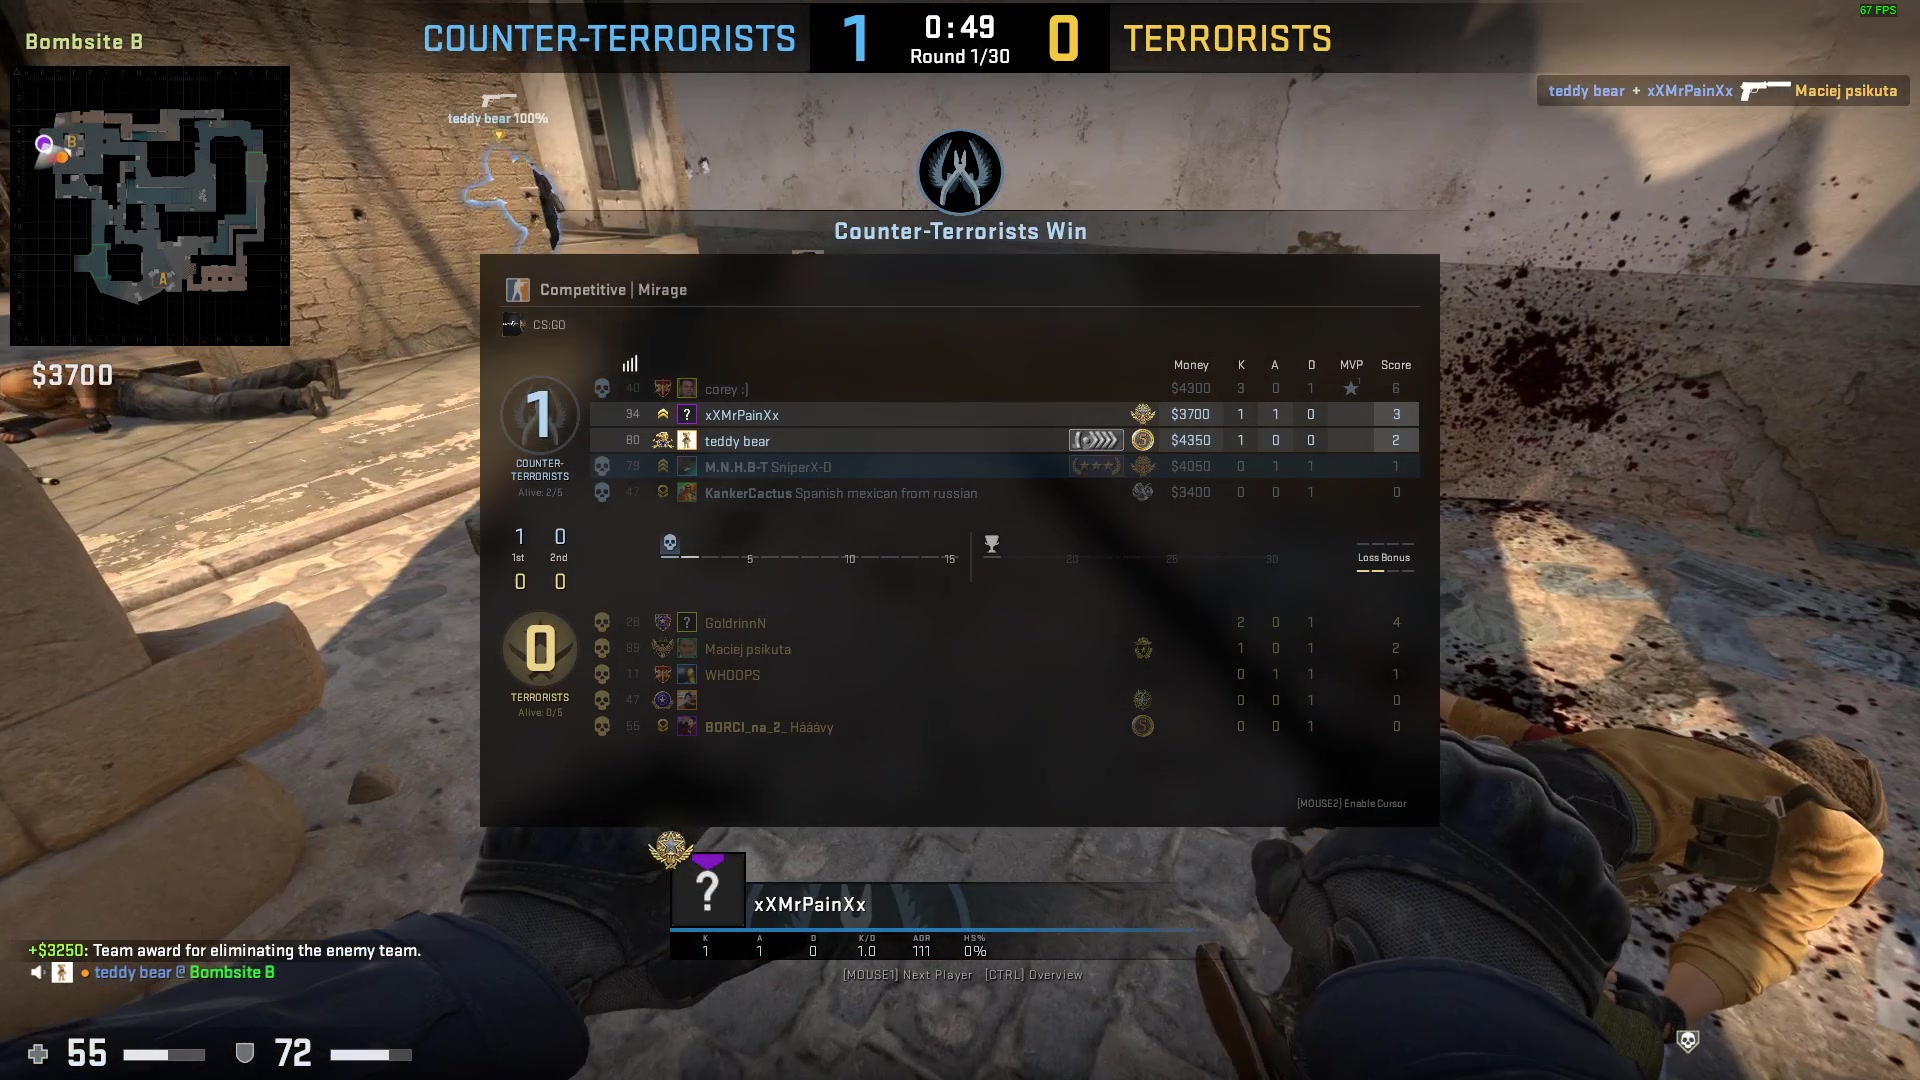 67 FPS
COUNTER-TERRORISTS 1 0:49 0 TERRORISTS
Round 1/30
Bombsite B
teddy bear + xXMrPainXx Maciej psikuta
teddy bear 100%
B
A
Counter-Terrorists Win
Competitive | Mirage
CS:GO
$3700
Money K A D MVP Score
40 corey :] $4300 3 0 1 1 6
34 ? xXMrPainXx $3700 1 1 0 3
80 teddy bear 5 $4350 1 0 0 2
79 M.N.H.B-T SniperX-D $4050 0 1 1 1
47 KankerCactus Spanish mexican from russian $3400 0 0 1 0
1
COUNTER-
TERRORISTS
Alive: 2/5
1 0
1st 2nd
0 0
5 10 15 20 25 30
Loss Bonus
28 ? GoldrinnN 2 0 1 4
89 Maciej psikuta 1 0 1 2
11 WHOOPS 0 1 1 1
47 0 0 1 0
55 BORCI_na_2_ Hááávy 5 0 0 1 0
0
TERRORISTS
Alive: 0/5
[MOUSE2] Enable Cursor
? xXMrPainXx
K A D K/D ADR HS%
1 1 0 1.0 111 0%
[MOUSE1] Next Player [CTRL] Overview
+$3250: Team award for eliminating the enemy team.
teddy bear @ Bombsite B
55 72